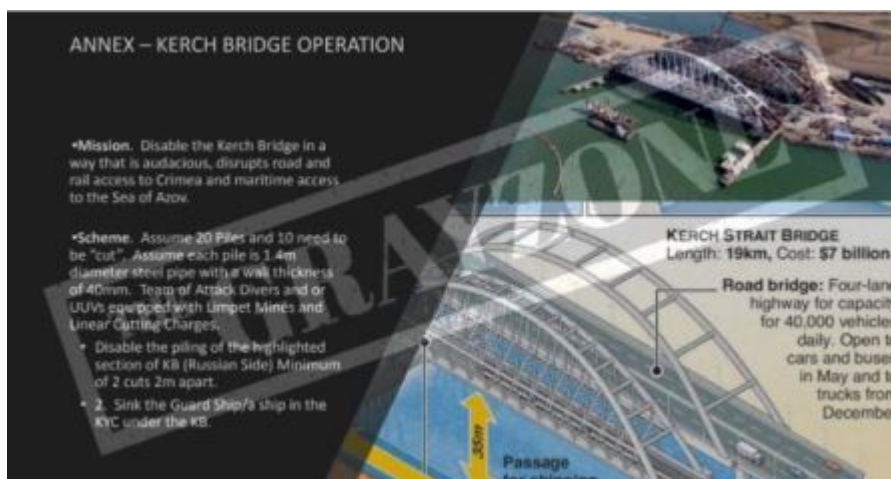 ANNEX – KERCH BRIDGE OPERATION
•Mission. Disable the Kerch Bridge in a
way that is audacious, disrupts road and
rail access to Crimea and maritime access
to the Sea of Azov.
•Scheme. Assume 20 Piles and 10 need to
be "cut". Assume each pile is 1.4m
diameter steel pipe with a wall thickness
of 40mm. Team of Attack Divers and or
UUVs equipped with Limpet Mines and
Linear Cutting Charges.
• Disable the piling of the highlighted
section of KB (Russian Side) Minimum
of 2 cuts 2m apart.
• 2. Sink the Guard Ship/a ship in the
KYC under the KB.
GRAYZONE
KERCH STRAIT BRIDGE
Length: 19km, Cost: $7 billion
Road bridge: Four-lane
highway for capacity
for 40,000 vehicles
daily. Open to
cars and buses
in May and to
trucks from
December
35m
Passage
for shipping